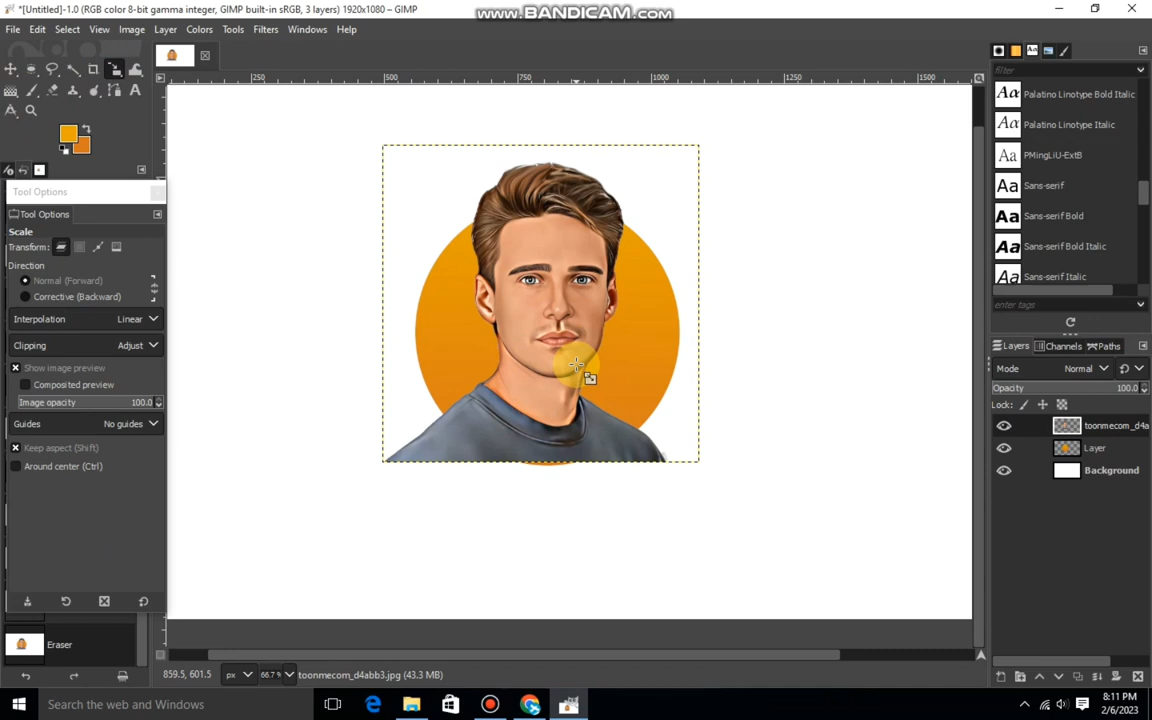 *[Untitled]-1.0 (RGB color 8-bit gamma integer, GIMP built-in sRGB, 3 layers) 1920x1080 – GIMP
www.BANDICAM.com
File Edit Select View Image Layer Colors Tools Filters Windows Help
250 500 750 1000 1250 1500
filter
Palatino Linotype Bold Italic
Palatino Linotype Italic
PMingLiU-ExtB
Sans-serif
Sans-serif Bold
Sans-serif Bold Italic
Sans-serif Italic
enter tags
Layers Channels Paths
Mode Normal
Opacity 100.0
Lock:
toonmecom_d4a
Layer
Background
Tool Options
Tool Options
Scale
Transform:
Direction
Normal (Forward)
Corrective (Backward)
Interpolation Linear
Clipping Adjust
Show image preview
Composited preview
Image opacity 100.0
Guides No guides
Keep aspect (Shift)
Around center (Ctrl)
Eraser
859.5, 601.5 px 66.7 % toonmecom_d4abb3.jpg (43.3 MB)
Search the web and Windows
8:11 PM
2/6/2023